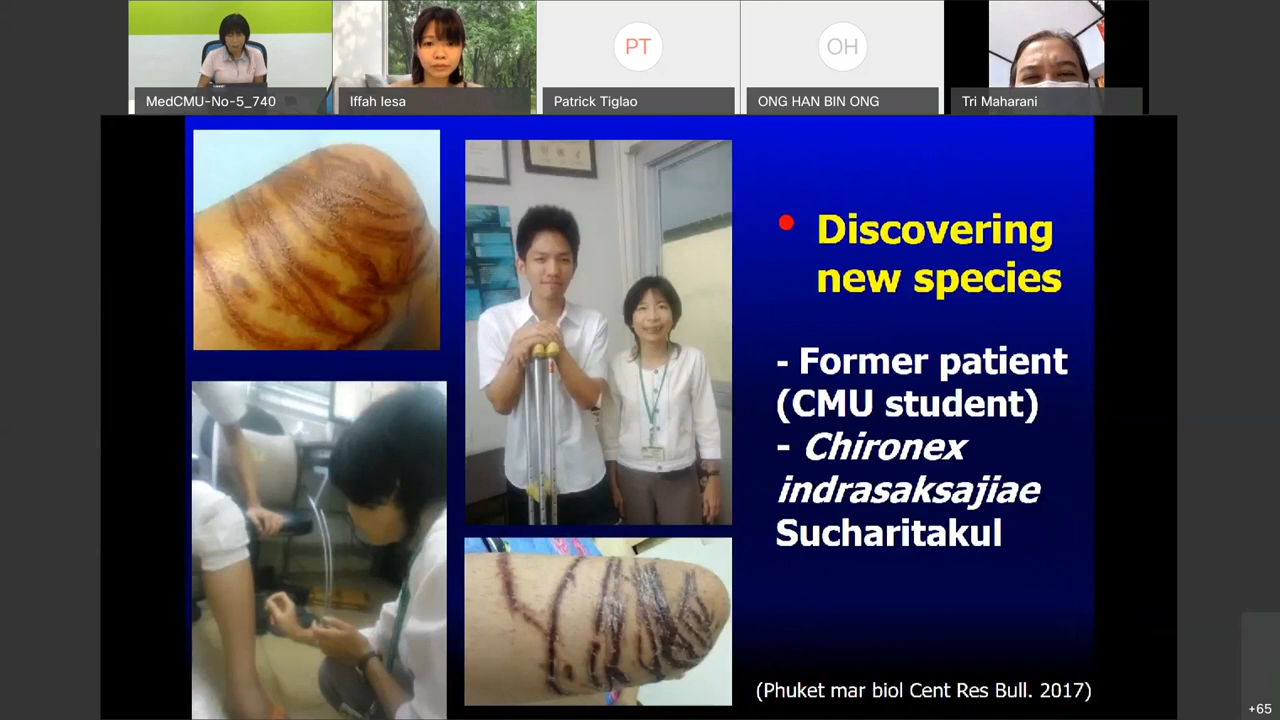 MedCMU-No-5_740
Iffah Iesa
PT
Patrick Tiglao
OH
ONG HAN BIN ONG
Tri Maharani
• Discovering
new species
- Former patient
(CMU student)
- Chironex
indrasaksajiae
Sucharitakul
(Phuket mar biol Cent Res Bull. 2017)
+65